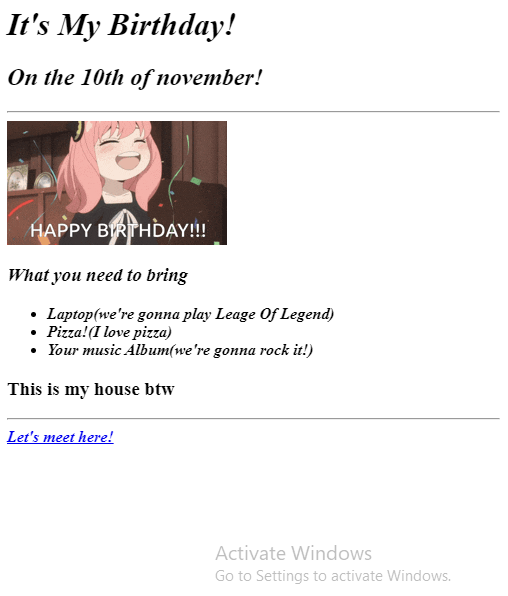 It's My Birthday!
On the 10th of november!
HAPPY BIRTHDAY!!!
What you need to bring
Laptop(we're gonna play Leage Of Legend)
Pizza!(I love pizza)
Your music Album(we're gonna rock it!)
This is my house btw
Let's meet here!
Activate Windows
Go to Settings to activate Windows.